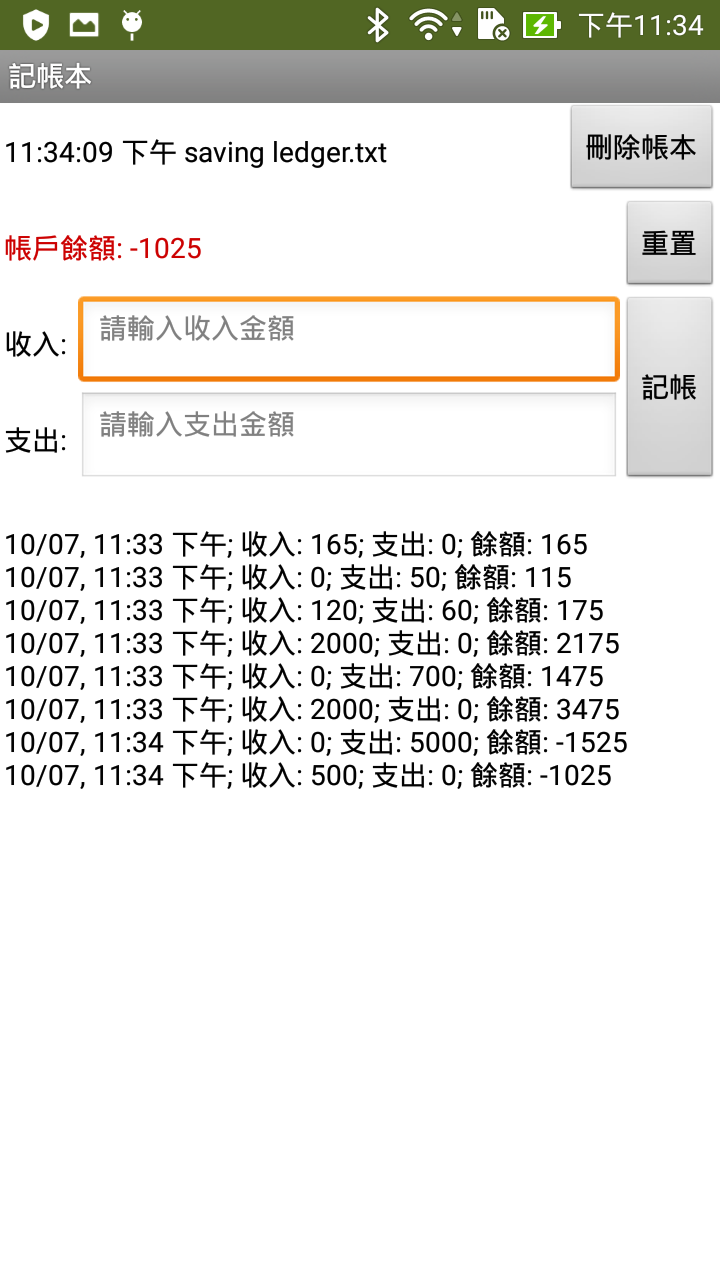 下午11:34
記帳本
11:34:09 下午 saving ledger.txt
刪除帳本
帳戶餘額: -1025
重置
收入:
請輸入收入金額
記帳
支出:
請輸入支出金額
10/07, 11:33 下午; 收入: 165; 支出: 0; 餘額: 165
10/07, 11:33 下午; 收入: 0; 支出: 50; 餘額: 115
10/07, 11:33 下午; 收入: 120; 支出: 60; 餘額: 175
10/07, 11:33 下午; 收入: 2000; 支出: 0; 餘額: 2175
10/07, 11:33 下午; 收入: 0; 支出: 700; 餘額: 1475
10/07, 11:33 下午; 收入: 2000; 支出: 0; 餘額: 3475
10/07, 11:34 下午; 收入: 0; 支出: 5000; 餘額: -1525
10/07, 11:34 下午; 收入: 500; 支出: 0; 餘額: -1025